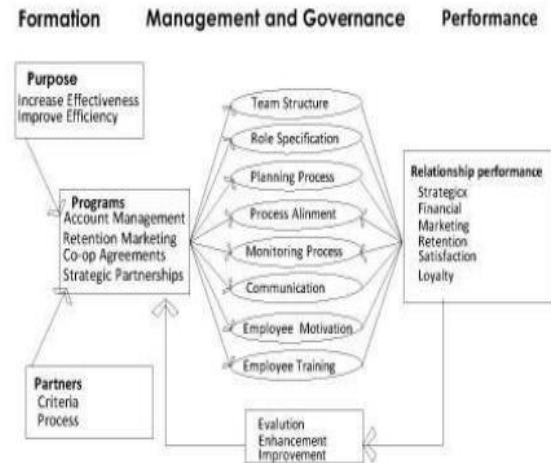 Formation Management and Governance Performance
Purpose
Increase Effectiveness
Improve Efficiency
Programs
Account Management
Retention Marketing
Co-op Agreements
Strategic Partnerships
Partners
Criteria
Process
Team Structure
Role Specification
Planning Process
Process Alinment
Monitoring Process
Communication
Employee Motivation
Employee Training
Relationship performance
Strategicx
Financial
Marketing
Retention
Satisfaction
Loyalty
Evalution
Enhancement
Improvement